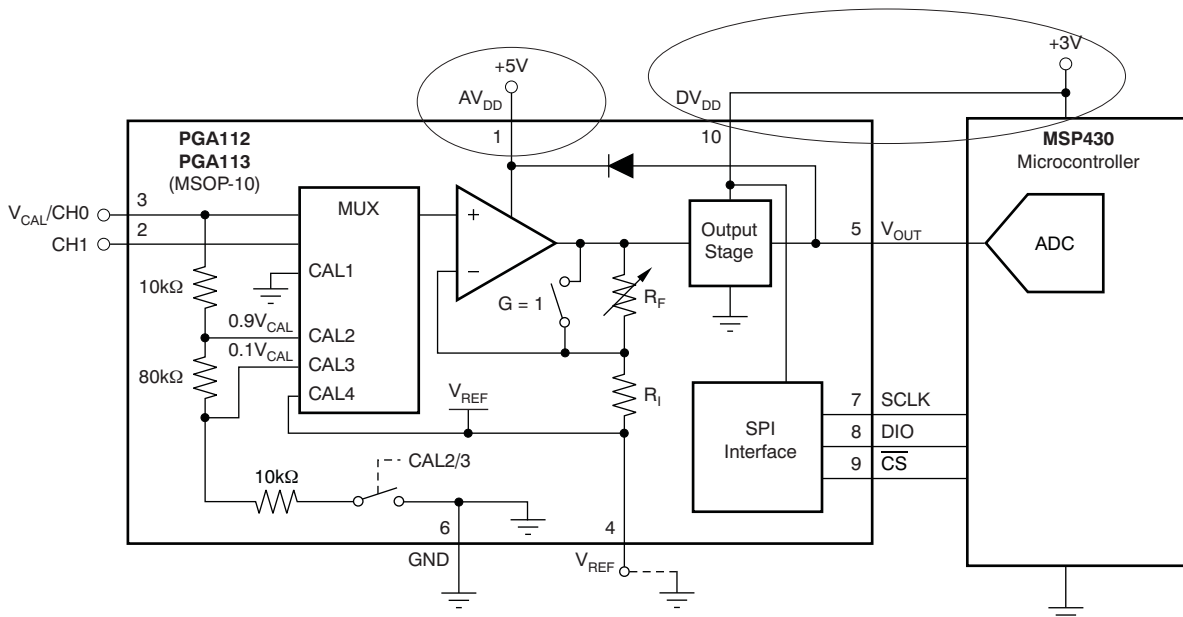 +5V
AV_DD
1
+3V
DV_DD
10
PGA112
PGA113
(MSOP-10)
MSP430
Microcontroller
V_CAL/CH0
3
CH1
2
MUX
CAL1
10kΩ
0.9V_CAL
CAL2
0.1V_CAL
CAL3
80kΩ
CAL4
+
−
G = 1
R_F
Output
Stage
5
V_OUT
ADC
V_REF
R_I
SPI
Interface
7
SCLK
8
DIO
9
C̅S̅
10kΩ
CAL2/3
6
GND
4
V_REF